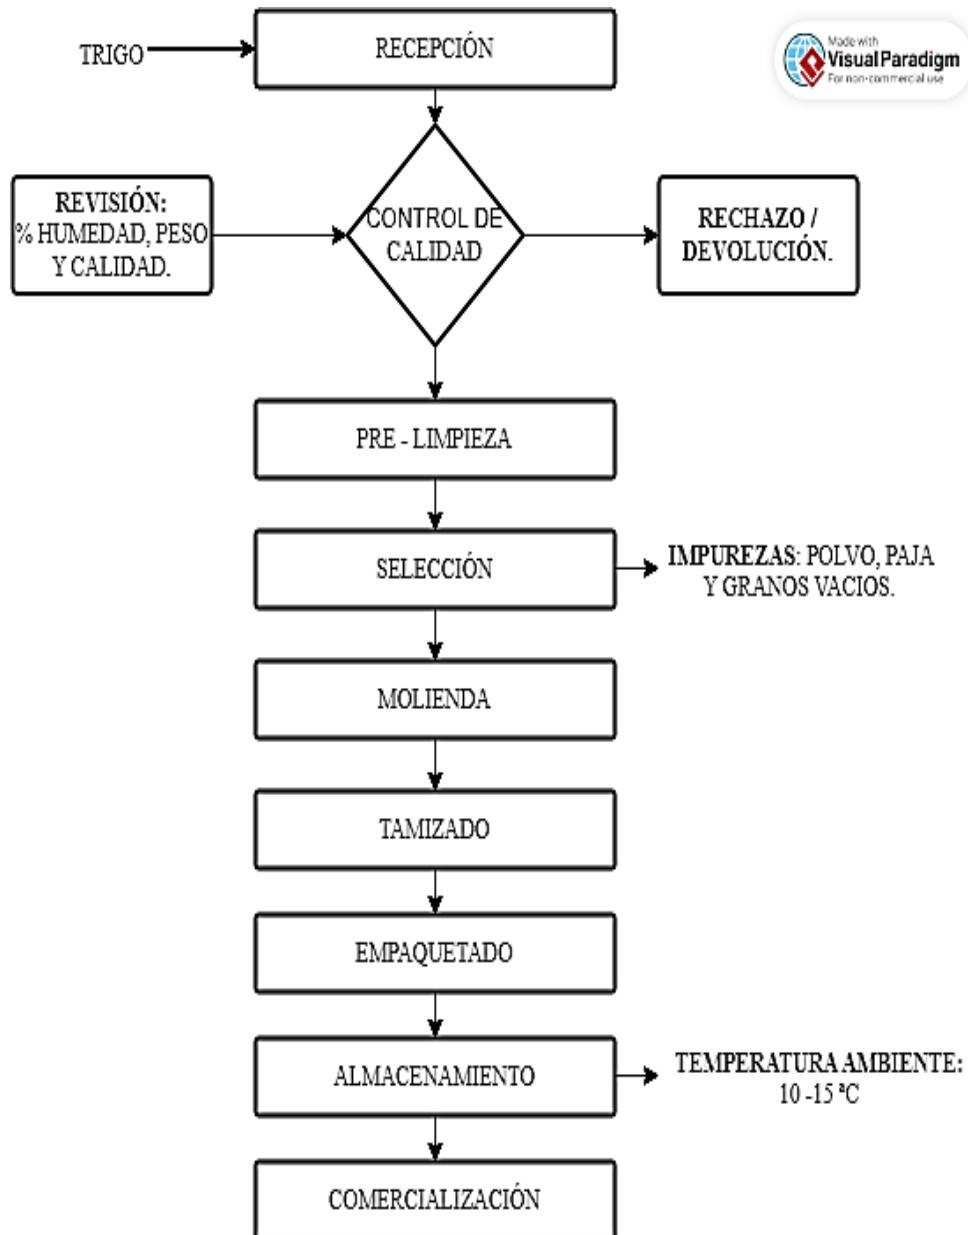 TRIGO
RECEPCIÓN
Made with
Visual Paradigm
For non-commercial use
REVISIÓN:
% HUMEDAD, PESO
Y CALIDAD.
CONTROL DE
CALIDAD
RECHAZO /
DEVOLUCIÓN.
PRE - LIMPIEZA
SELECCIÓN
IMPUREZAS: POLVO, PAJA
Y GRANOS VACIOS.
MOLIENDA
TAMIZADO
EMPAQUETADO
ALMACENAMIENTO
TEMPERATURA AMBIENTE:
10 -15 ªC
COMERCIALIZACIÓN